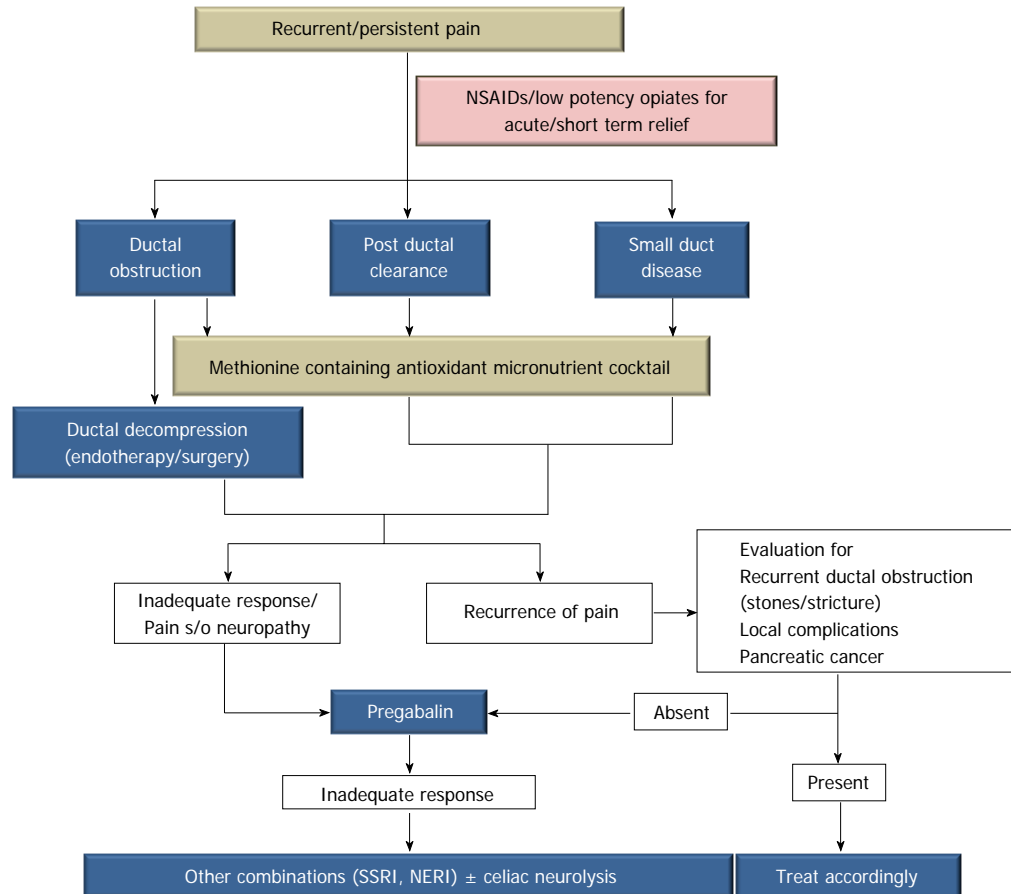 Recurrent/persistent pain
NSAIDs/low potency opiates for
acute/short term relief
Ductal
obstruction
Post ductal
clearance
Small duct
disease
Methionine containing antioxidant micronutrient cocktail
Ductal decompression
(endotherapy/surgery)
Inadequate response/
Pain s/o neuropathy
Recurrence of pain
Evaluation for
Recurrent ductal obstruction
(stones/stricture)
Local complications
Pancreatic cancer
Pregabalin
Absent
Present
Inadequate response
Other combinations (SSRI, NERI) ± celiac neurolysis
Treat accordingly